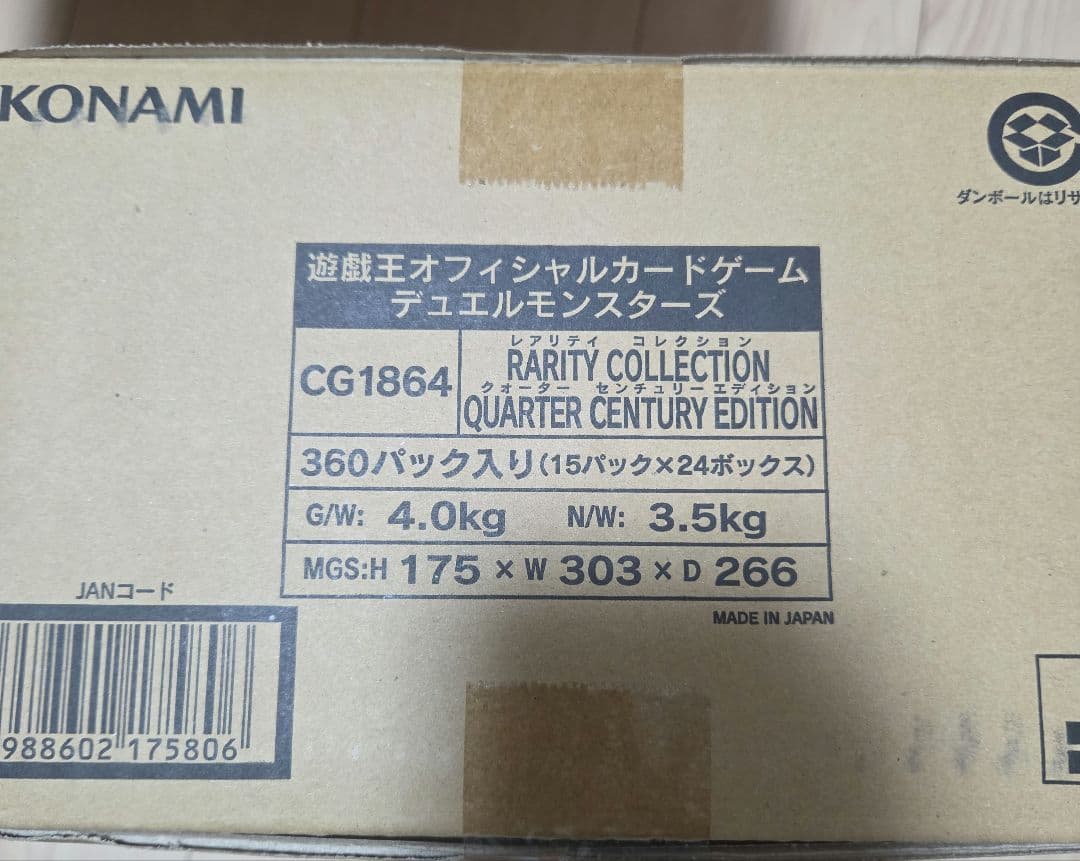 KONAMI
ダンボールはリサ
遊戯王オフィシャルカードゲーム
デュエルモンスターズ
CG1864
レアリティ コレクション
RARITY COLLECTION
クォーター センチュリー エディション
QUARTER CENTURY EDITION
360パック入り(15パック×24ボックス)
G/W: 4.0kg N/W: 3.5kg
MGS:H 175 × W 303 × D 266
MADE IN JAPAN
JANコード
988602 175806